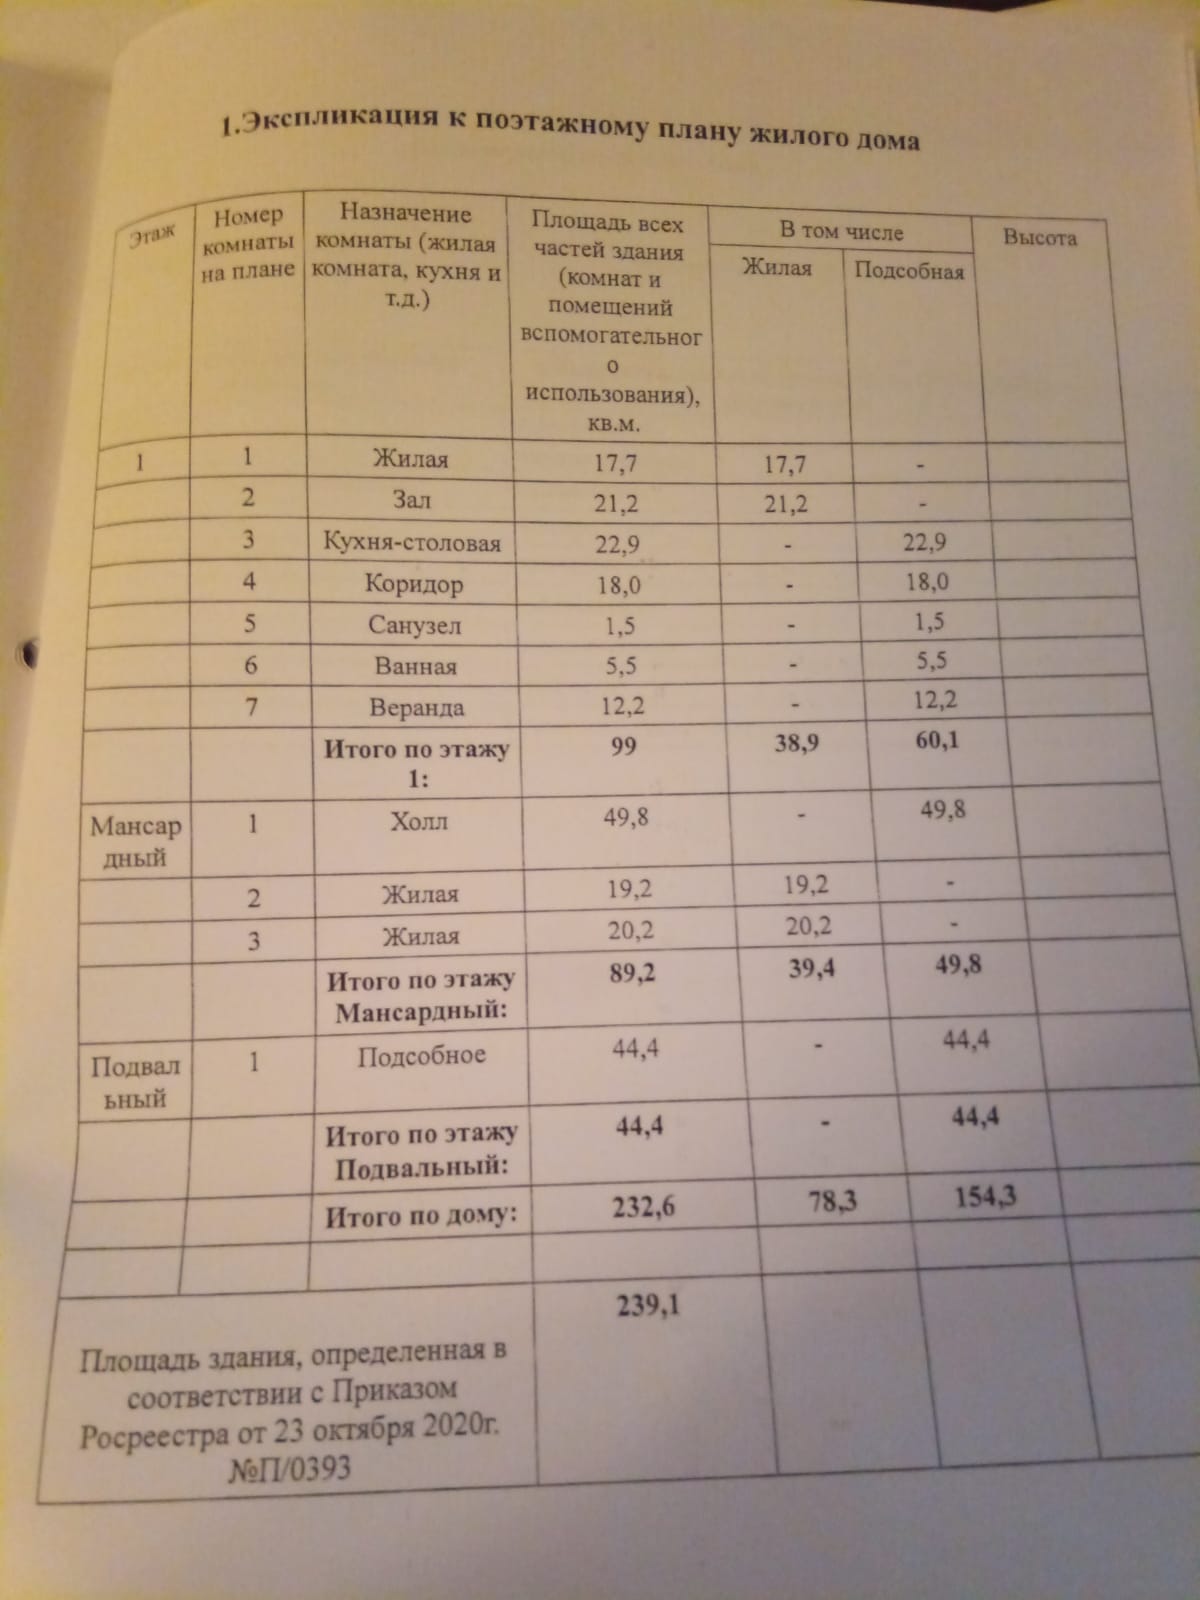 1.Экспликация к поэтажному плану жилого дома
Этаж
Номер
комнаты
на плане
Назначение
комнаты (жилая
комната, кухня и
т.д.)
Площадь всех
частей здания
(комнат и
помещений
вспомогательног
о
использования),
кв.м.
В том числе
Жилая
Подсобная
Высота
1 1 Жилая 17,7 17,7 -
2 Зал 21,2 21,2 -
3 Кухня-столовая 22,9 - 22,9
4 Коридор 18,0 - 18,0
5 Санузел 1,5 - 1,5
6 Ванная 5,5 - 5,5
7 Веранда 12,2 - 12,2
Итого по этажу
1:
99 38,9 60,1
Мансар
дный
1 Холл 49,8 - 49,8
2 Жилая 19,2 19,2 -
3 Жилая 20,2 20,2 -
Итого по этажу
Мансардный:
89,2 39,4 49,8
Подвал
ьный
1 Подсобное 44,4 - 44,4
Итого по этажу
Подвальный:
44,4 - 44,4
Итого по дому: 232,6 78,3 154,3
Площадь здания, определенная в
соответствии с Приказом
Росреестра от 23 октября 2020г.
№П/0393
239,1